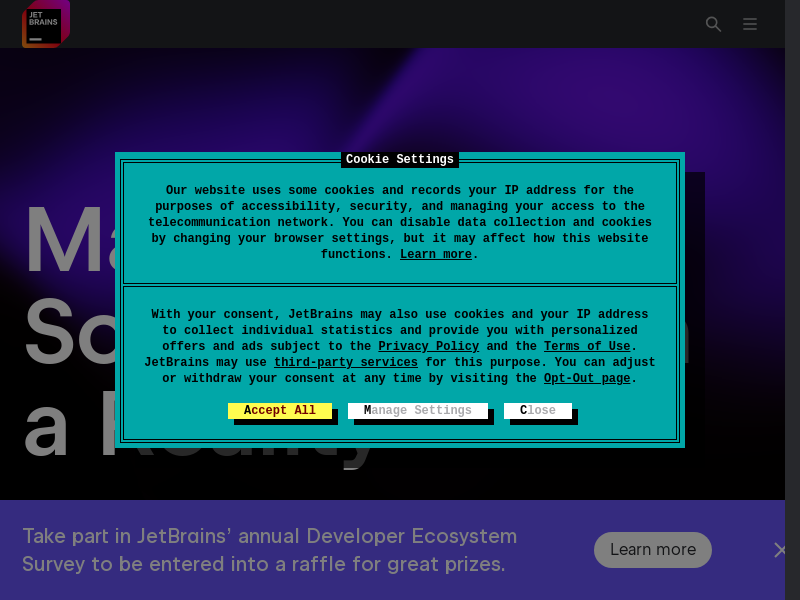 JET
BRAINS
Cookie Settings
Our website uses some cookies and records your IP address for the
purposes of accessibility, security, and managing your access to the
telecommunication network. You can disable data collection and cookies
by changing your browser settings, but it may affect how this website
functions. Learn more.
With your consent, JetBrains may also use cookies and your IP address
to collect individual statistics and provide you with personalized
offers and ads subject to the Privacy Policy and the Terms of Use.
JetBrains may use third-party services for this purpose. You can adjust
or withdraw your consent at any time by visiting the Opt-Out page.
Accept All
Manage Settings
Close
a Reality
Take part in JetBrains’ annual Developer Ecosystem
Survey to be entered into a raffle for great prizes.
Learn more